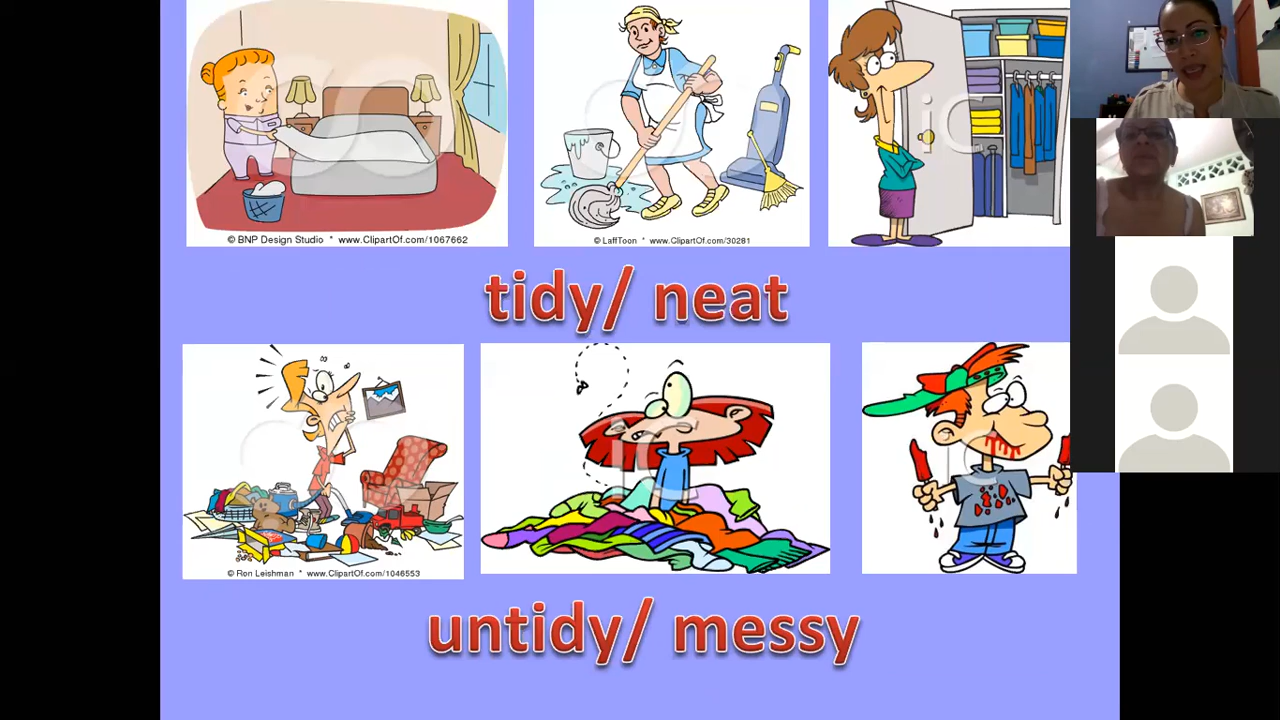 © BNP Design Studio * www.ClipartOf.com/1067662
© LaffToon * www.ClipartOf.com/30281
tidy/ neat
© Ron Leishman * www.ClipartOf.com/1046553
untidy/ messy